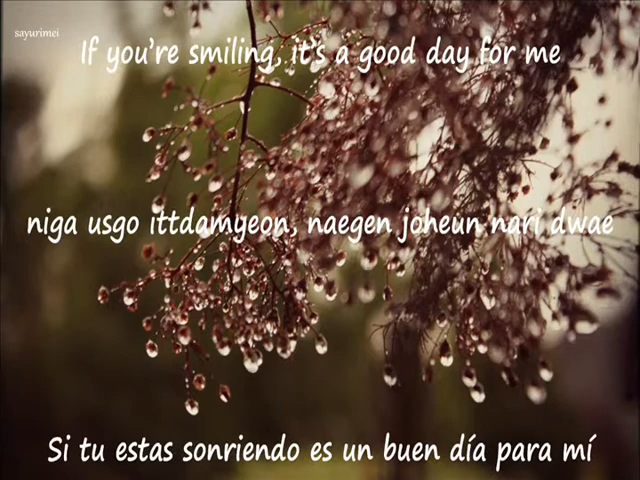 sayurimei
If you're smiling, it's a good day for me
niga usgo ittdamyeon, naegen joheun nari dwae
Si tu estas sonriendo es un buen día para mí